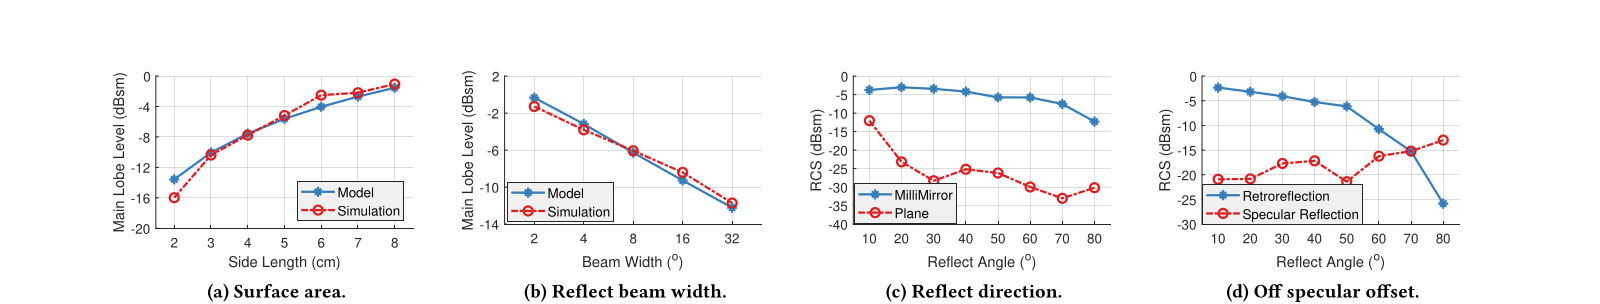 0
-4
-8
-12
-16
-20
2 3 4 5 6 7 8
Main Lobe Level (dBsm)
Side Length (cm)
Model
Simulation
(a) Surface area.
2
-2
-6
-10
-14
2 4 8 16 32
Main Lobe Level (dBsm)
Beam Width (°)
Model
Simulation
(b) Reflect beam width.
0
-5
-10
-15
-20
-25
-30
-35
-40
10 20 30 40 50 60 70 80
RCS (dBsm)
Reflect Angle (°)
MilliMirror
Plane
(c) Reflect direction.
0
-5
-10
-15
-20
-25
-30
10 20 30 40 50 60 70 80
RCS (dBsm)
Reflect Angle (°)
Retroreflection
Specular Reflection
(d) Off specular offset.